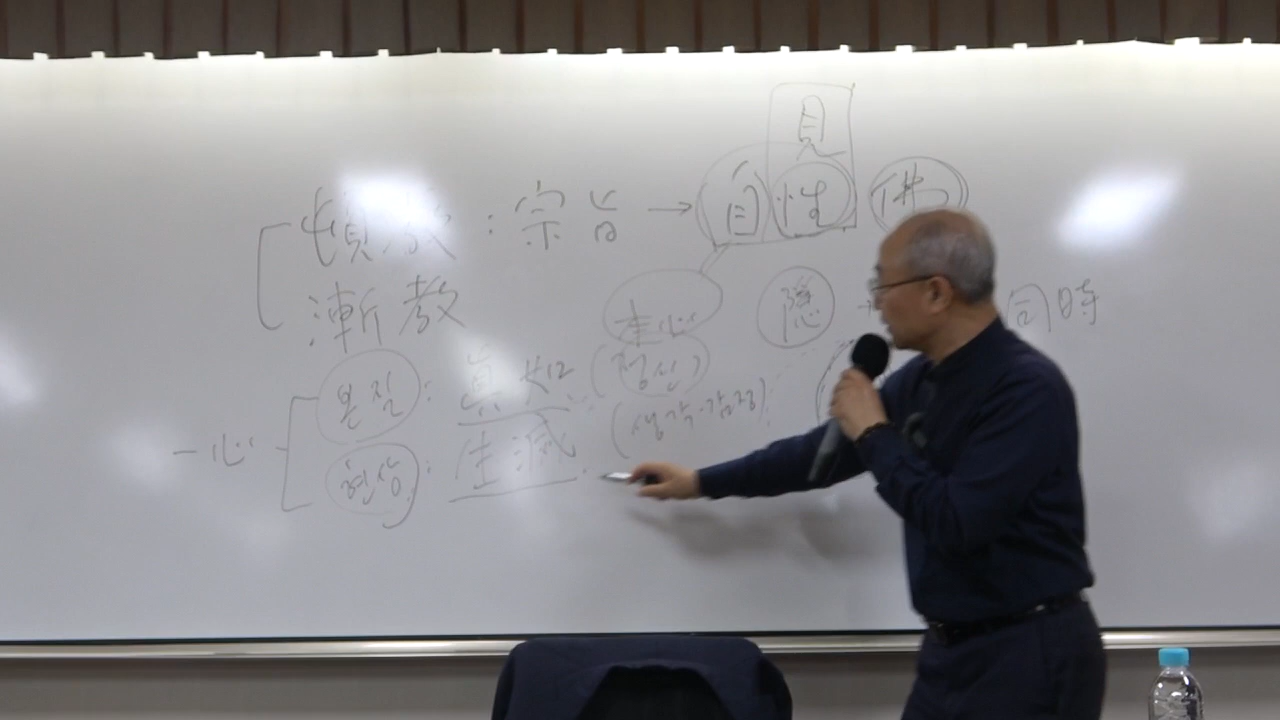 見
頓教 : 宗旨 → 自性 佛
漸教
本心 隱 同時
본질 : 眞如 (정신)
一心
현상 : 生滅 (생각·감정)